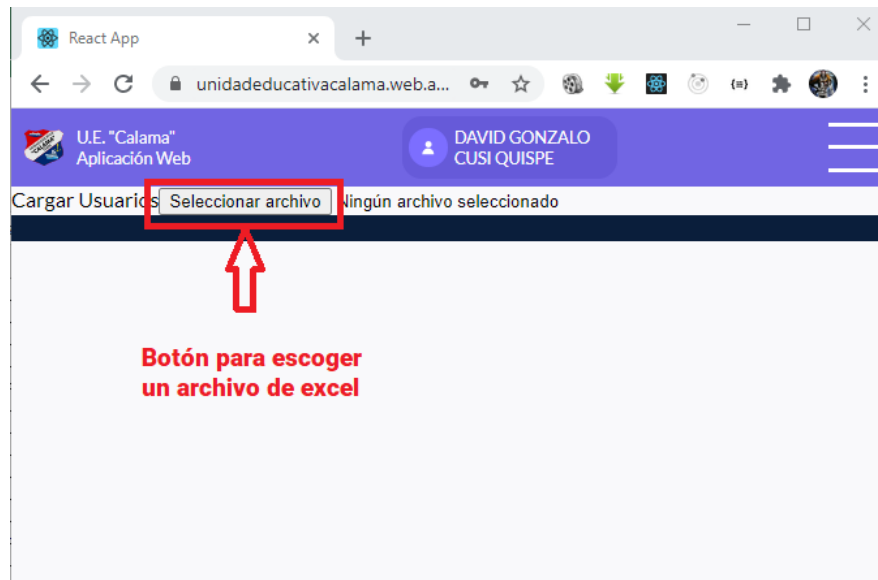 React App
unidadeducativacalama.web.a...
U.E. "Calama"
Aplicación Web
DAVID GONZALO
CUSI QUISPE
Cargar Usuarios Seleccionar archivo Ningún archivo seleccionado
Botón para escoger
un archivo de excel